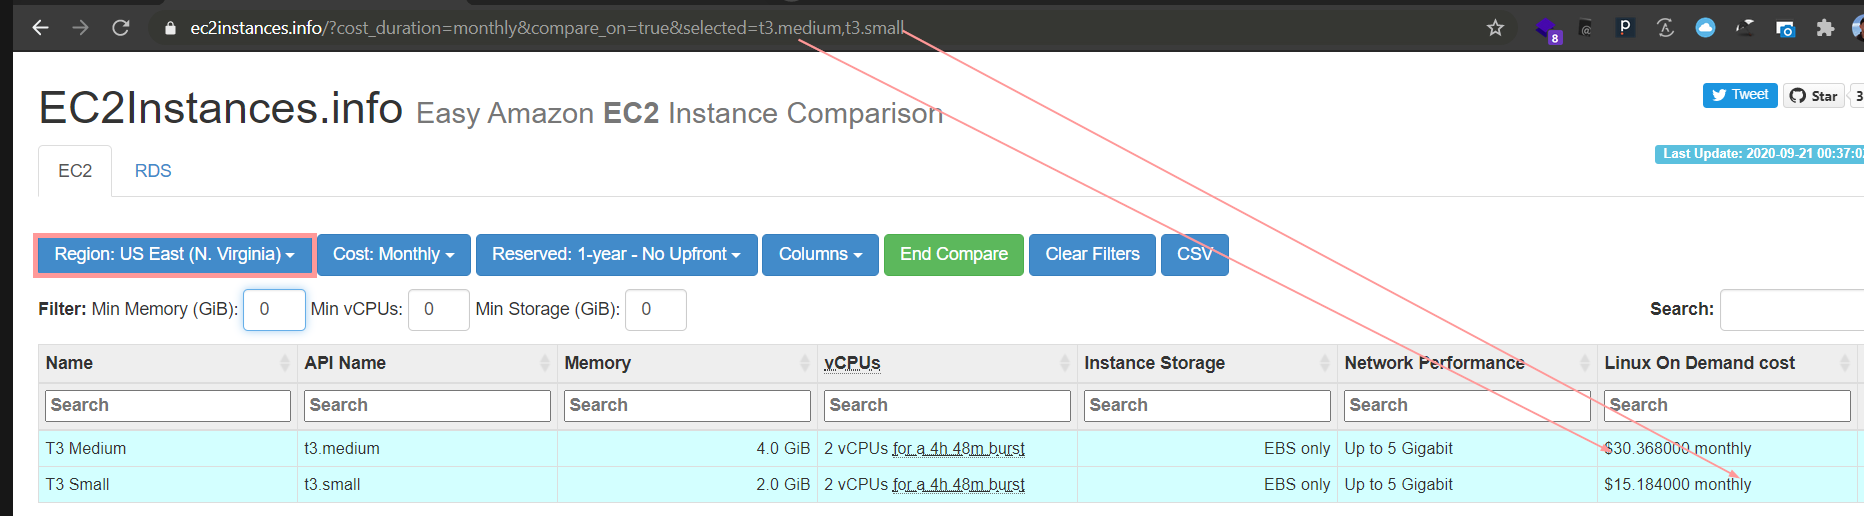 ec2instances.info/?cost_duration=monthly&compare_on=true&selected=t3.medium,t3.small
8
@
P
EC2Instances.info Easy Amazon EC2 Instance Comparison
Tweet
Star
3
EC2
RDS
Last Update: 2020-09-21 00:37:02
Region: US East (N. Virginia)
Cost: Monthly
Reserved: 1-year - No Upfront
Columns
End Compare
Clear Filters
CSV
Filter: Min Memory (GiB): 0 Min vCPUs: 0 Min Storage (GiB): 0
Search:
Name API Name Memory vCPUs Instance Storage Network Performance Linux On Demand cost
Search Search Search Search Search Search Search
T3 Medium t3.medium 4.0 GiB 2 vCPUs for a 4h 48m burst EBS only Up to 5 Gigabit $30.368000 monthly
T3 Small t3.small 2.0 GiB 2 vCPUs for a 4h 48m burst EBS only Up to 5 Gigabit $15.184000 monthly